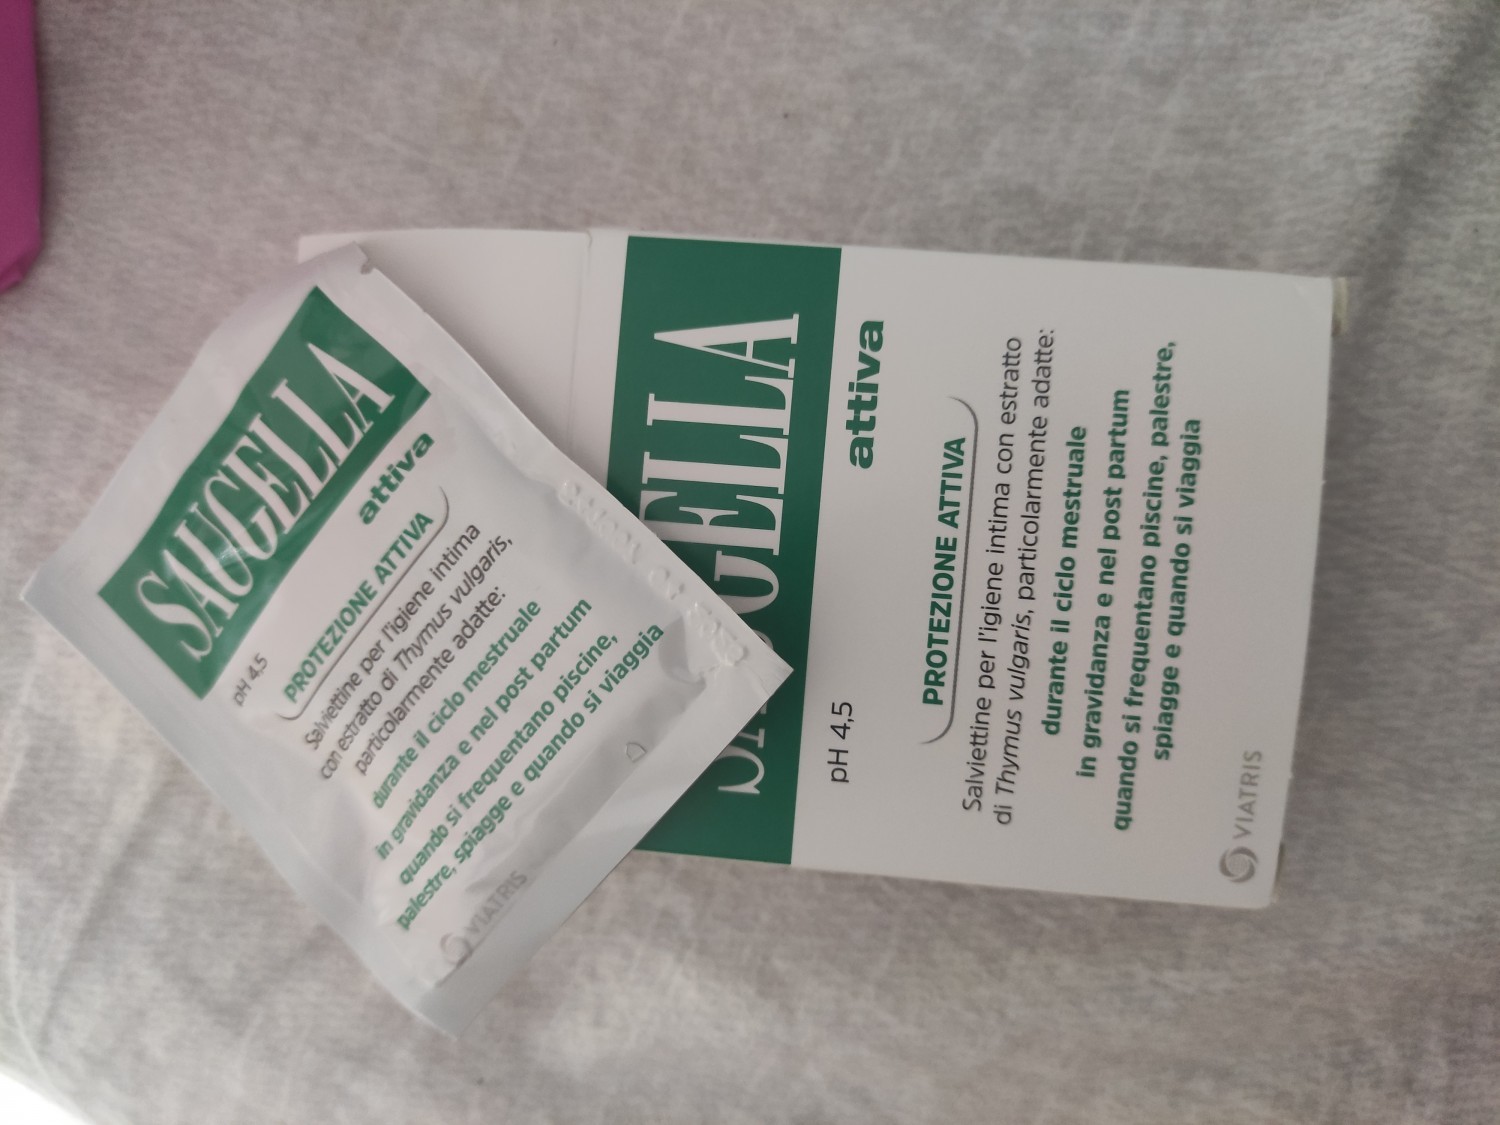 SAUGELLA
attiva
pH 4,5
PROTEZIONE ATTIVA
Salviettine per l'igiene intima
con estratto di Thymus vulgaris,
particolarmente adatte:
durante il ciclo mestruale
in gravidanza e nel post partum
quando si frequentano piscine,
palestre, spiagge e quando si viaggia
VIATRIS
SAUGELLA
attiva
pH 4,5
PROTEZIONE ATTIVA
Salviettine per l'igiene intima con estratto
di Thymus vulgaris, particolarmente adatte:
durante il ciclo mestruale
in gravidanza e nel post partum
quando si frequentano piscine, palestre,
spiagge e quando si viaggia
VIATRIS